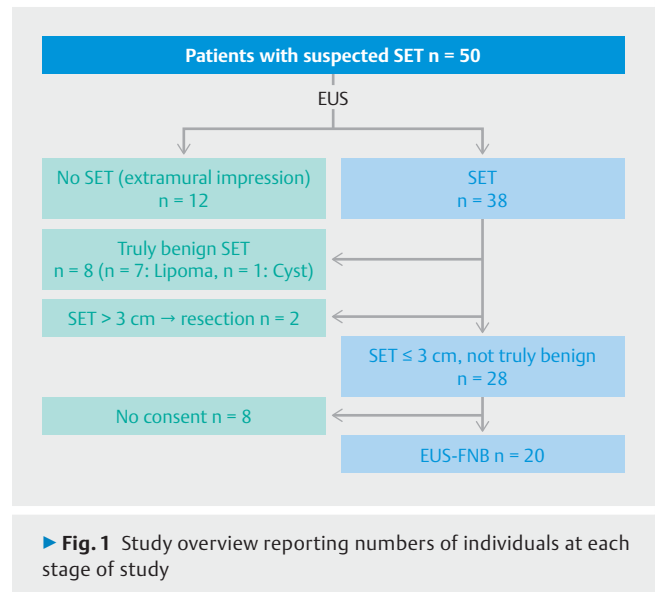 Patients with suspected SET n = 50
EUS
No SET (extramural impression)
n = 12
SET
n = 38
Truly benign SET
n = 8 (n = 7: Lipoma, n = 1: Cyst)
SET > 3 cm → resection n = 2
SET ≤ 3 cm, not truly benign
n = 28
No consent n = 8
EUS-FNB n = 20
▶ Fig. 1 Study overview reporting numbers of individuals at each
stage of study